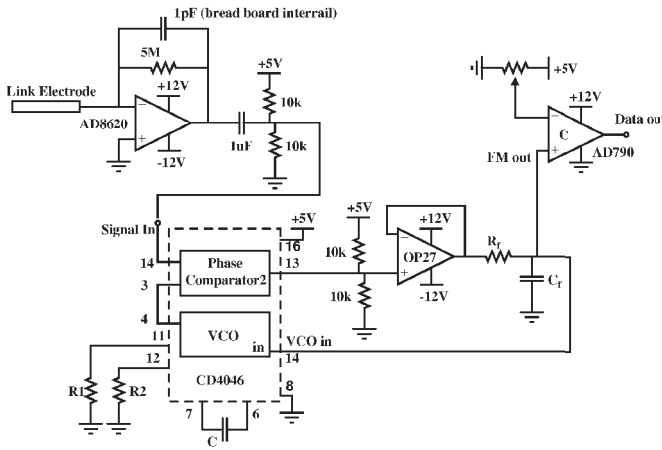 1pF (bread board interrail)
5M
+5V
+12V
10k
Link Electrode
AD8620
−
+
1uF
10k
-12V
+5V
+12V
−
C
Data out
+
AD790
FM out
Signal In
+5V
16
14
Phase Comparator2
13
3
+5V
10k
10k
+12V
−
OP27
+
-12V
Rf
Cf
4
VCO
in
VCO in
14
11
12
R1
R2
CD4046
8
7
6
C